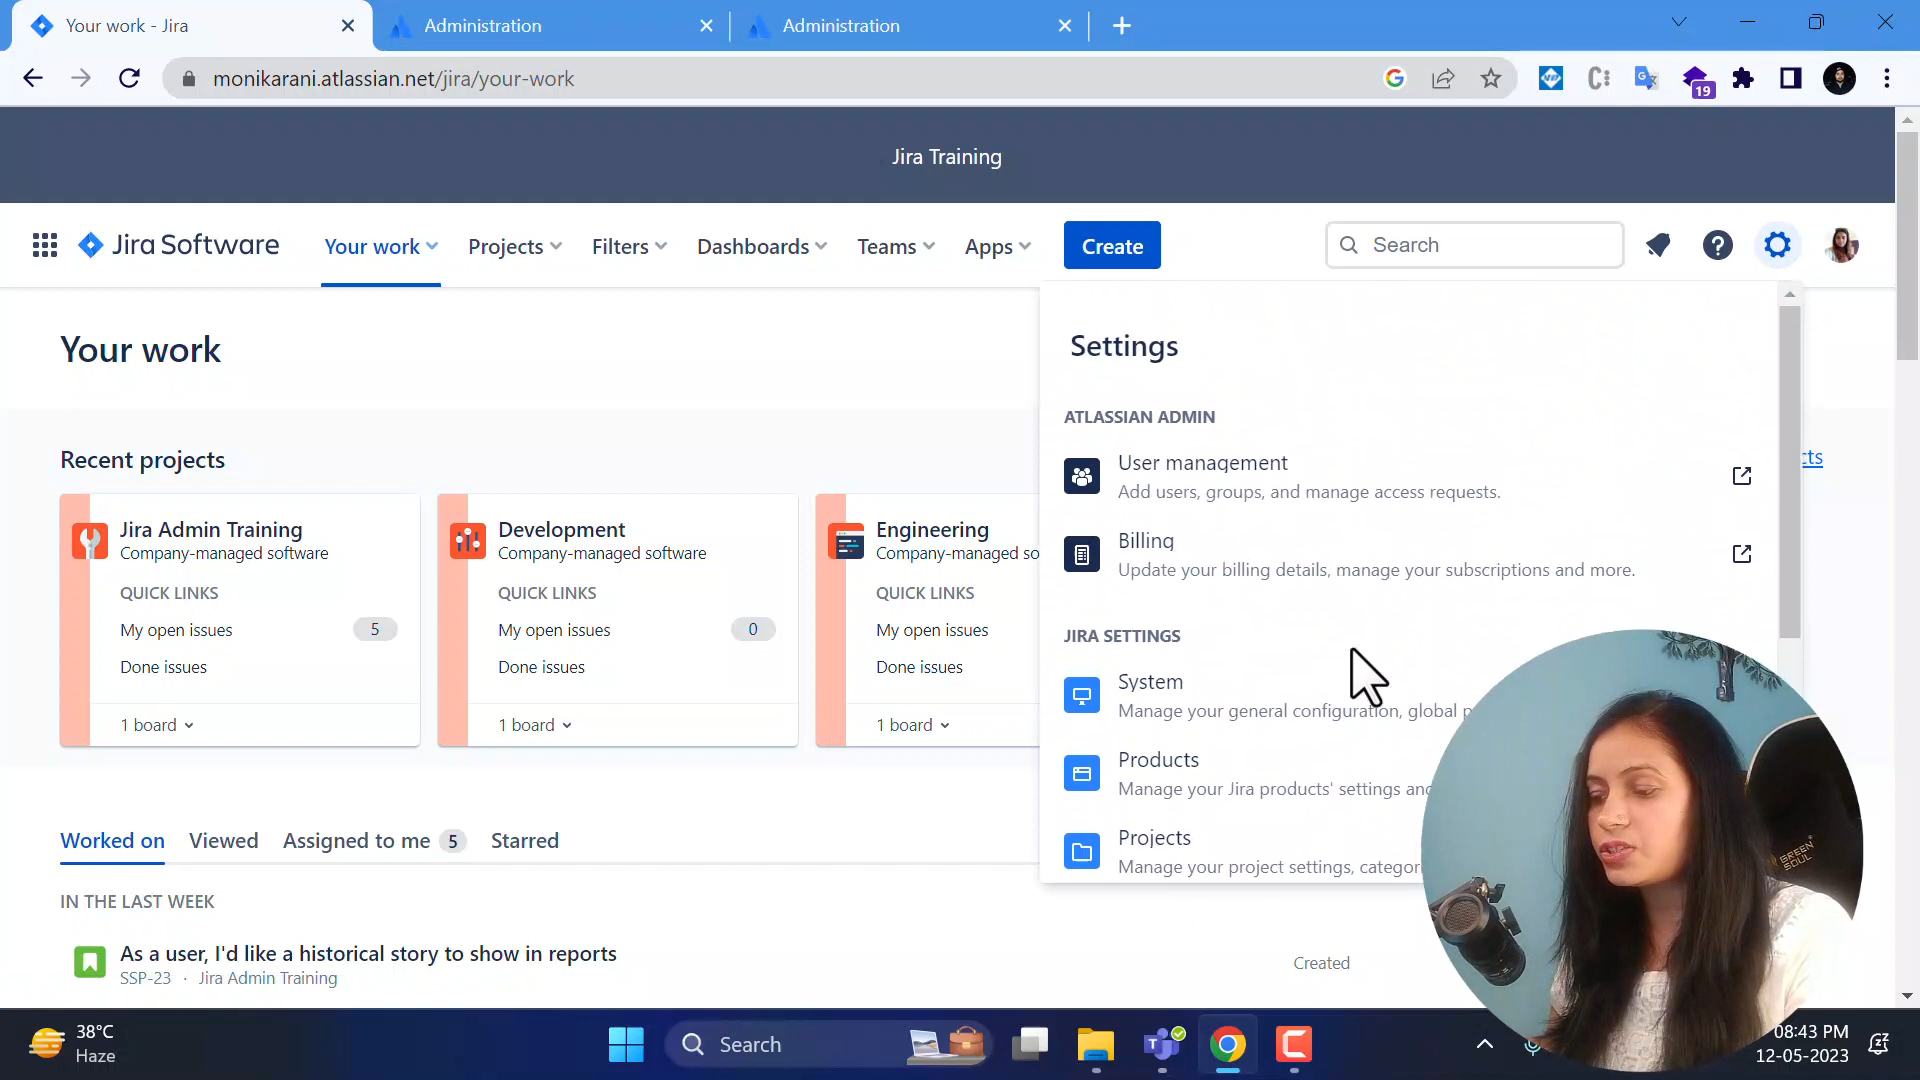 Your work - Jira
Administration
Administration
monikarani.atlassian.net/jira/your-work
19
Jira Training
Jira Software
Your work
Projects
Filters
Dashboards
Teams
Apps
Create
Search
Your work
Settings
ATLASSIAN ADMIN
User management
Add users, groups, and manage access requests.
Billing
Update your billing details, manage your subscriptions and more.
JIRA SETTINGS
System
Manage your general configuration, global
Products
Manage your Jira products' settings
Projects
Manage your project settings,
Recent projects
Jira Admin Training
Company-managed software
QUICK LINKS
My open issues 5
Done issues
1 board
Development
Company-managed software
QUICK LINKS
My open issues 0
Done issues
1 board
Engineering
Company-managed so
QUICK LINKS
My open issues
Done issues
1 board
cts
Worked on
Viewed
Assigned to me 5
Starred
IN THE LAST WEEK
As a user, I'd like a historical story to show in reports
SSP-23 · Jira Admin Training
Created
GREEN SOUL
38°C
Haze
Search
08:43 PM
12-05-2023